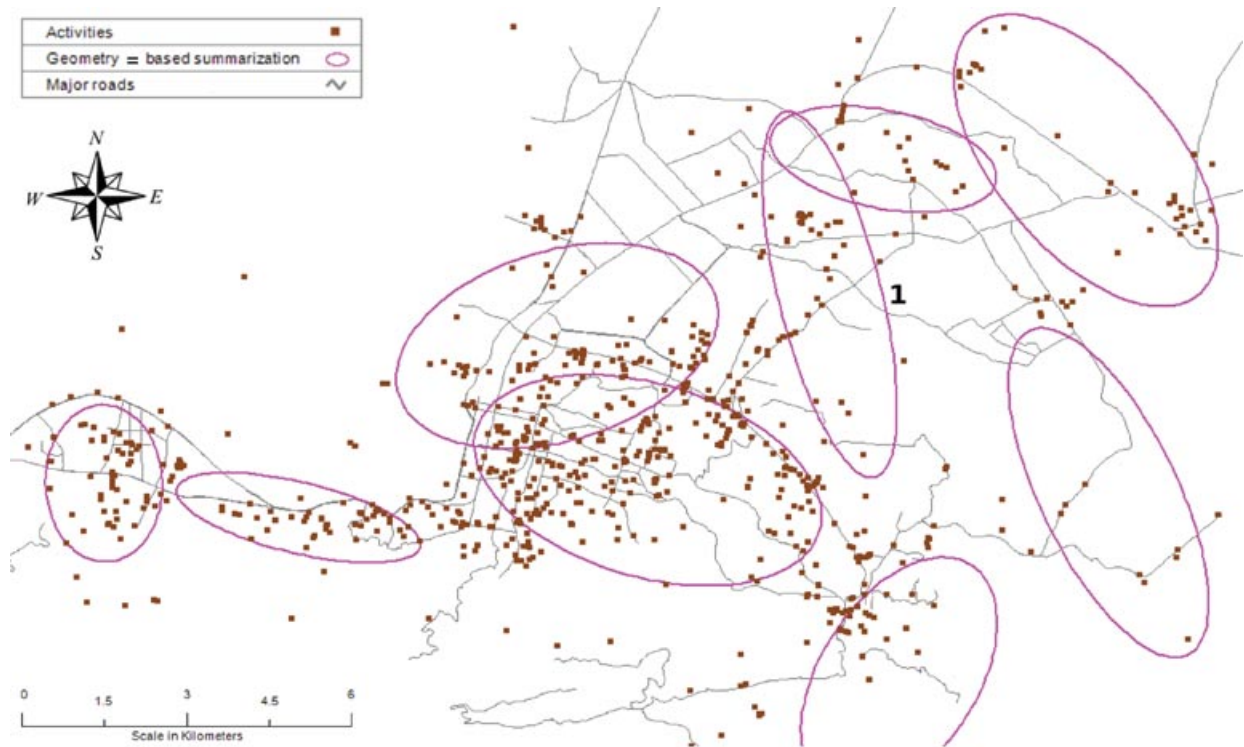 Activities
Geometry = based summarization
Major roads
N
W E
S
1
0 1.5 3 4.5 6
Scale in Kilometers